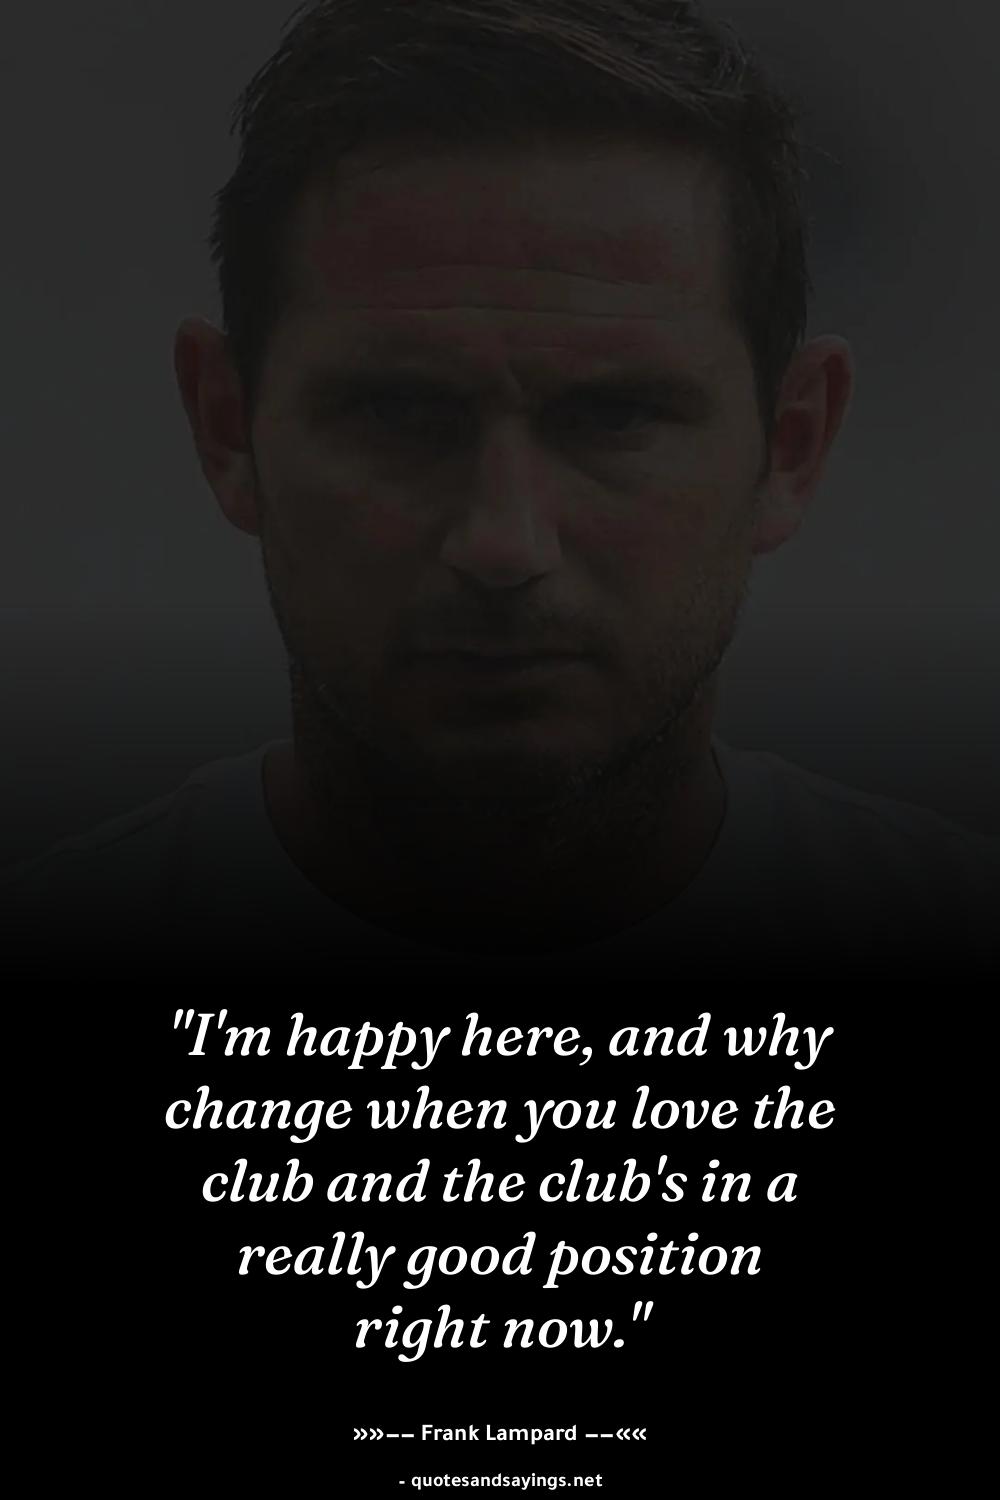 "I'm happy here, and why
change when you love the
club and the club's in a
really good position
right now."
»»−− Frank Lampard −−««
- quotesandsayings.net